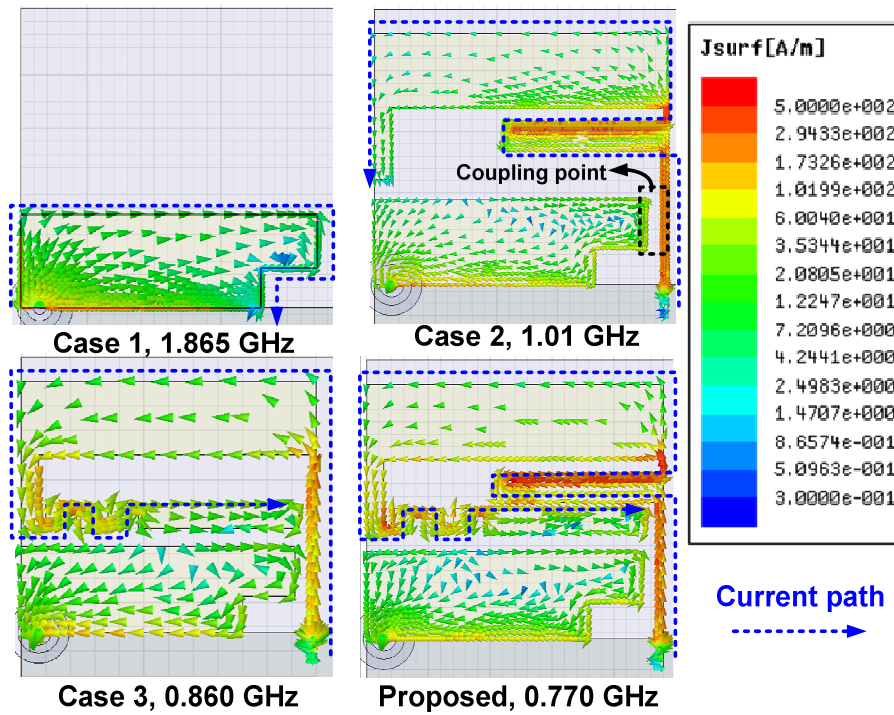 Jsurf[A/m]
5.0000e+002
2.9433e+002
1.7326e+002
1.0199e+002
6.0040e+001
3.5344e+001
2.0805e+001
1.2247e+001
7.2096e+000
4.2441e+000
2.4983e+000
1.4707e+000
8.6574e-001
5.0963e-001
3.0000e-001
Coupling point
Case 1, 1.865 GHz
Case 2, 1.01 GHz
Case 3, 0.860 GHz
Proposed, 0.770 GHz
Current path